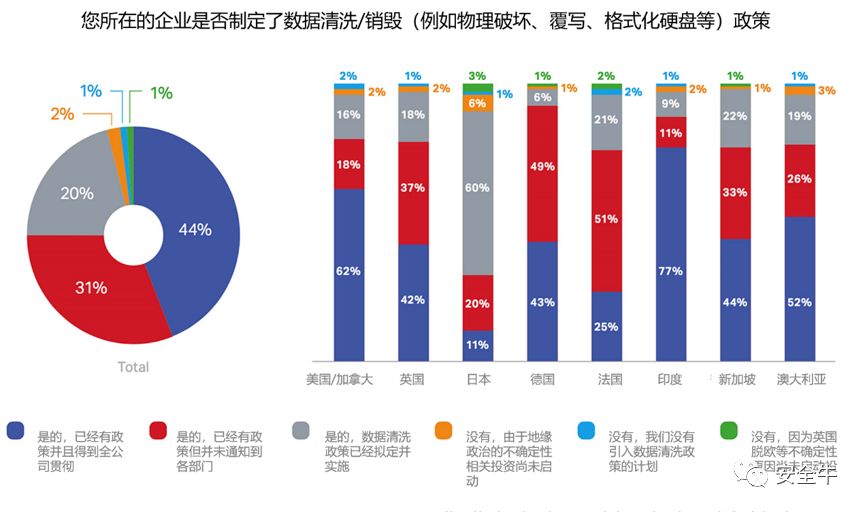 您所在的企业是否制定了数据清洗/销毁（例如物理破坏、覆写、格式化硬盘等）政策
1%
1%
2%
20%
44%
31%
Total
2% 1% 3% 1% 2% 1% 1% 1%
2% 2% 1% 1% 2% 2% 1% 3%
16% 18% 6% 6% 21% 9% 22% 19%
18% 37% 60% 49% 51% 11% 33% 26%
62% 42% 20% 43% 25% 77% 44% 52%
11%
美国/加拿大 英国 日本 德国 法国 印度 新加坡 澳大利亚
是的，已经有政
策并且得到全公
司贯彻
是的，已经有政
策但并未通知到
各部门
是的，数据清洗
政策已经拟定并
实施
没有，由于地缘
政治的不确定性
相关投资尚未启
动
没有，我们没有
引入数据清洗政
策的计划
没有，因为英国
脱欧等不确定性
原因尚未启动投
安全牛